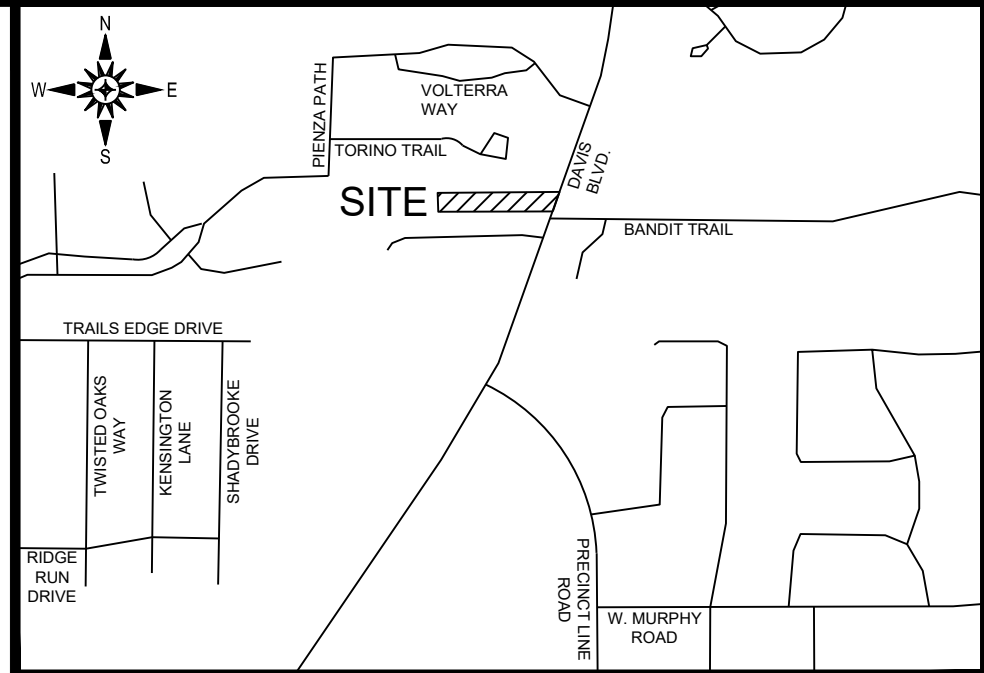 N
W
E
S
PIENZA PATH
VOLTERRA
WAY
TORINO TRAIL
DAVIS
BLVD.
SITE
BANDIT TRAIL
TRAILS EDGE DRIVE
TWISTED OAKS
WAY
KENSINGTON
LANE
SHADYBROOKE
DRIVE
RIDGE
RUN
DRIVE
PRECINCT LINE
ROAD
W. MURPHY
ROAD